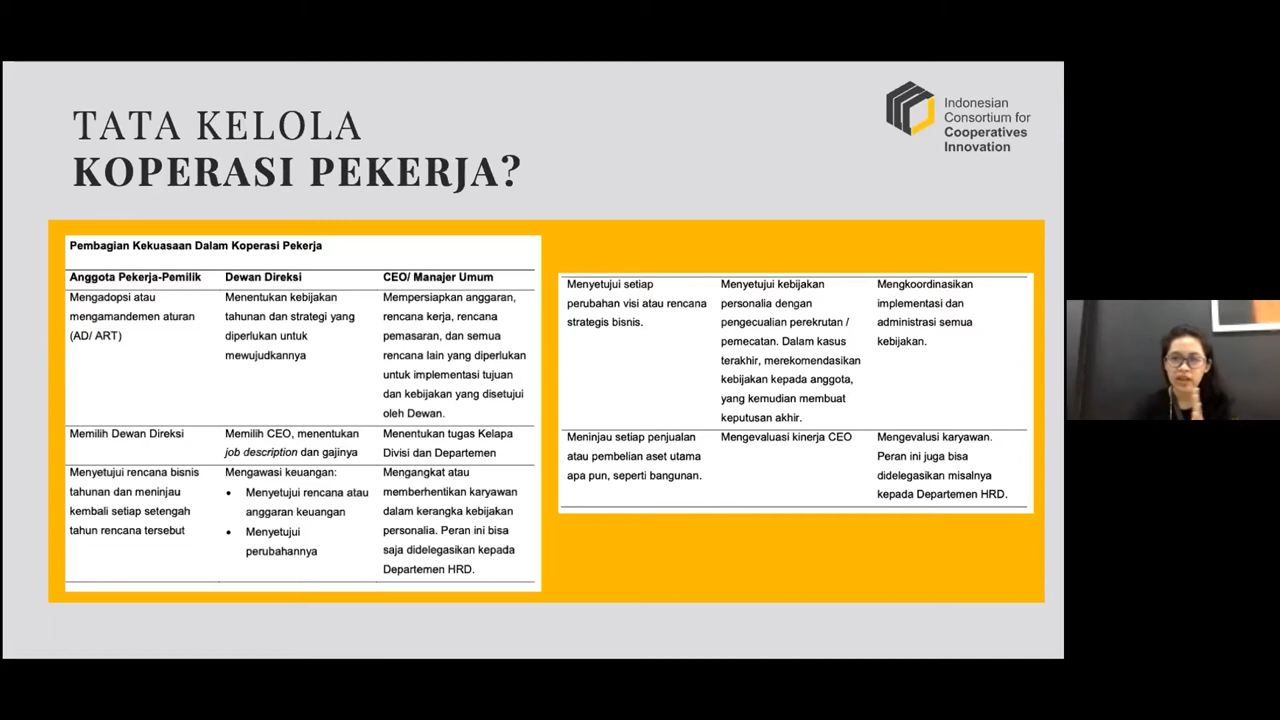 TATA KELOLA
KOPERASI PEKERJA?
Indonesian
Consortium for
Cooperatives
Innovation
Pembagian Kekuasaan Dalam Koperasi Pekerja
Anggota Pekerja-Pemilik
Dewan Direksi
CEO/ Manajer Umum
Mengadopsi atau
mengamandemen aturan
(AD/ ART)
Menentukan kebijakan
tahunan dan strategi yang
diperlukan untuk
mewujudkannya
Mempersiapkan anggaran,
rencana kerja, rencana
pemasaran, dan semua
rencana lain yang diperlukan
untuk implementasi tujuan
dan kebijakan yang disetujui
oleh Dewan.
Memilih Dewan Direksi
Memilih CEO, menentukan
job description dan gajinya
Menentukan tugas Kelapa
Divisi dan Departemen
Menyetujui rencana bisnis
tahunan dan meninjau
kembali setiap setengah
tahun rencana tersebut
Mengawasi keuangan:
• Menyetujui rencana atau
anggaran keuangan
• Menyetujui
perubahannya
Mengangkat atau
memberhentikan karyawan
dalam kerangka kebijakan
personalia. Peran ini bisa
saja didelegasikan kepada
Departemen HRD.
Menyetujui setiap
perubahan visi atau rencana
strategis bisnis.
Menyetujui kebijakan
personalia dengan
pengecualian perekrutan /
pemecatan. Dalam kasus
terakhir, merekomendasikan
kebijakan kepada anggota,
yang kemudian membuat
keputusan akhir.
Mengkoordinasikan
implementasi dan
administrasi semua
kebijakan.
Meninjau setiap penjualan
atau pembelian aset utama
apa pun, seperti bangunan.
Mengevaluasi kinerja CEO
Mengevalusi karyawan.
Peran ini juga bisa
didelegasikan misalnya
kepada Departemen HRD.